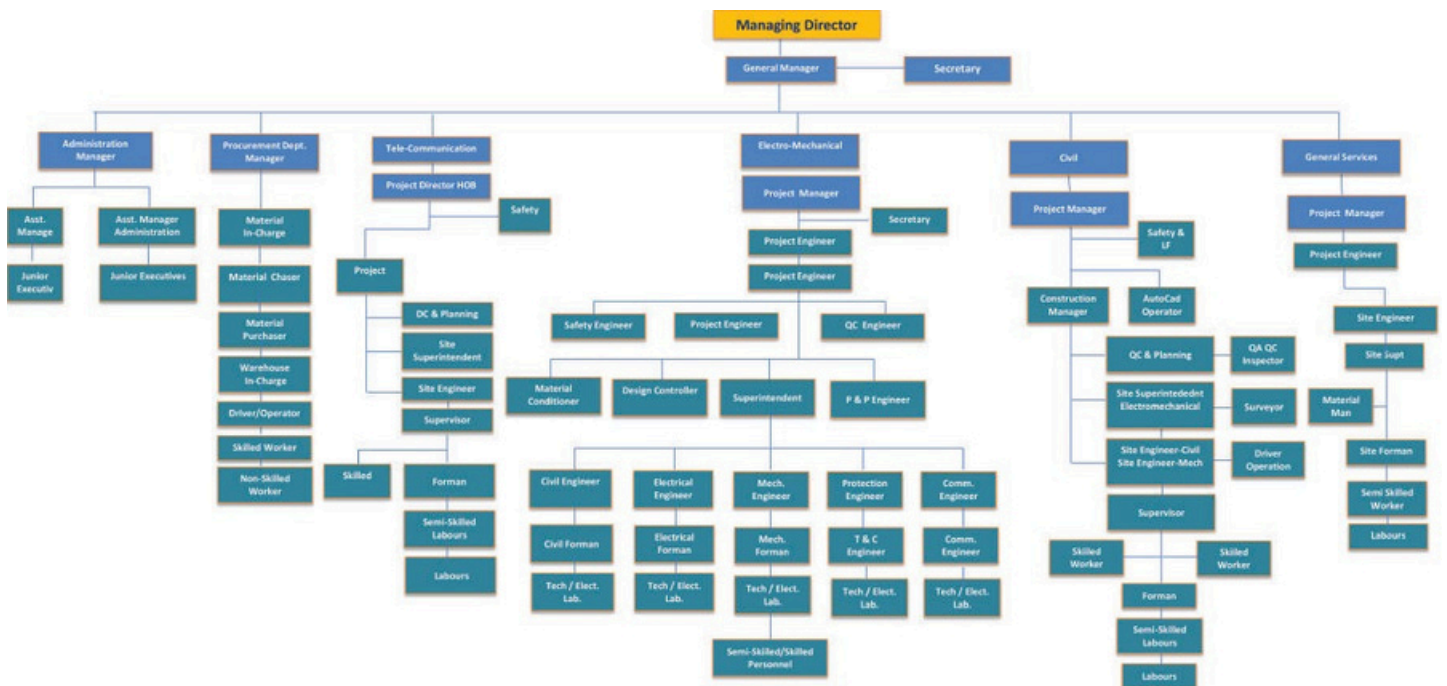 Managing Director
General Manager
Secretary
Administration
Manager
Procurement Dept.
Manager
Tele-Communication
Electro-Mechanical
Civil
General Services
Project Director HOB
Project Manager
Project Manager
Project Manager
Asst.
Manage
Asst. Manager
Administration
Material
In-Charge
Safety
Secretary
Safety &
LF
Project Engineer
Project Engineer
Junior
Executiv
Junior Executives
Material Chaser
Project
Project Engineer
Construction
Manager
AutoCad
Operator
Material
Purchaser
DC & Planning
Safety Engineer
Project Engineer
QC Engineer
Site Engineer
Site
Superintendent
QC & Planning
QA QC
Inspector
Site Supt
Warehouse
In-Charge
Site Engineer
Material
Conditioner
Design Controller
Superintendent
P & P Engineer
Site Superintedednt
Electromechanical
Surveyor
Material
Man
Driver/Operator
Supervisor
Skilled Worker
Site Engineer-Civil
Site Engineer-Mech
Driver
Operation
Site Forman
Non-Skilled
Worker
Skilled
Forman
Civil Engineer
Electrical
Engineer
Mech.
Engineer
Protection
Engineer
Comm.
Engineer
Supervisor
Semi Skilled
Worker
Semi-Skilled
Labours
Civil Forman
Electrical
Forman
Mech.
Forman
T & C
Engineer
Comm.
Engineer
Skilled
Worker
Skilled
Worker
Labours
Labours
Tech / Elect.
Lab.
Tech / Elect.
Lab.
Tech / Elect.
Lab.
Tech / Elect.
Lab.
Tech / Elect.
Lab.
Forman
Semi-Skilled/Skilled
Personnel
Semi-Skilled
Labours
Labours